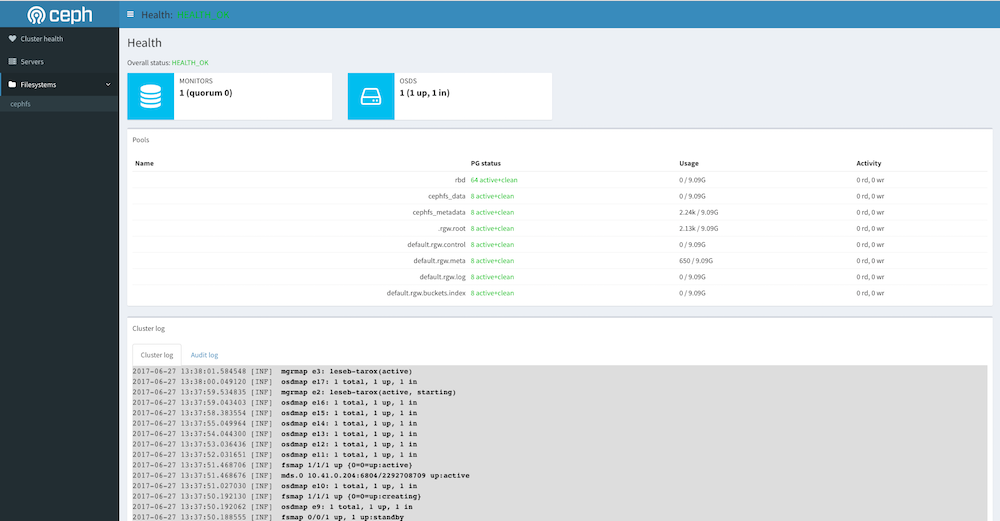 ceph
Health: HEALTH_OK
Cluster health
Servers
Filesystems
cephfs
Health
Overall status: HEALTH_OK
MONITORS
1 (quorum 0)
OSDS
1 (1 up, 1 in)
Pools
Name PG status Usage Activity
rbd 64 active+clean 0 / 9.09G 0 rd, 0 wr
cephfs_data 8 active+clean 0 / 9.09G 0 rd, 0 wr
cephfs_metadata 8 active+clean 2.24k / 9.09G 0 rd, 0 wr
.rgw.root 8 active+clean 2.13k / 9.09G 0 rd, 0 wr
default.rgw.control 8 active+clean 0 / 9.09G 0 rd, 0 wr
default.rgw.meta 8 active+clean 650 / 9.09G 0 rd, 0 wr
default.rgw.log 8 active+clean 0 / 9.09G 0 rd, 0 wr
default.rgw.buckets.index 8 active+clean 0 / 9.09G 0 rd, 0 wr
Cluster log
Cluster log Audit log
2017-06-27 13:38:01.584548 [INF] mgrmap e3: leseb-tarox(active)
2017-06-27 13:38:00.049120 [INF] osdmap e17: 1 total, 1 up, 1 in
2017-06-27 13:37:59.534835 [INF] mgrmap e2: leseb-tarox(active, starting)
2017-06-27 13:37:59.043403 [INF] osdmap e16: 1 total, 1 up, 1 in
2017-06-27 13:37:58.383554 [INF] osdmap e15: 1 total, 1 up, 1 in
2017-06-27 13:37:55.049964 [INF] osdmap e14: 1 total, 1 up, 1 in
2017-06-27 13:37:54.044300 [INF] osdmap e13: 1 total, 1 up, 1 in
2017-06-27 13:37:53.036436 [INF] osdmap e12: 1 total, 1 up, 1 in
2017-06-27 13:37:52.031651 [INF] osdmap e11: 1 total, 1 up, 1 in
2017-06-27 13:37:51.468706 [INF] fsmap 1/1/1 up {0=0=up:active}
2017-06-27 13:37:51.468676 [INF] mds.0 10.41.0.204:6804/2292708709 up:active
2017-06-27 13:37:51.027030 [INF] osdmap e10: 1 total, 1 up, 1 in
2017-06-27 13:37:50.192130 [INF] fsmap 1/1/1 up {0=0=up:creating}
2017-06-27 13:37:50.192062 [INF] osdmap e9: 1 total, 1 up, 1 in
2017-06-27 13:37:50.188555 [INF] fsmap 0/0/1 up, 1 up:standby